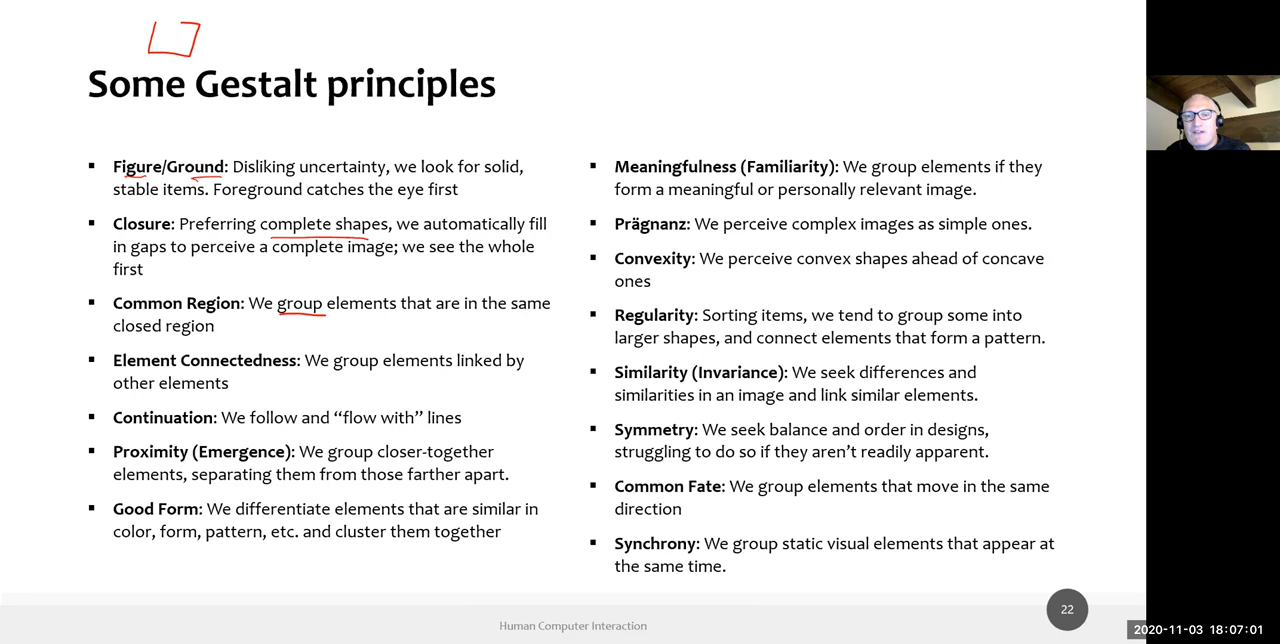 Some Gestalt principles
▪ Figure/Ground: Disliking uncertainty, we look for solid,
stable items. Foreground catches the eye first
▪ Closure: Preferring complete shapes, we automatically fill
in gaps to perceive a complete image; we see the whole
first
▪ Common Region: We group elements that are in the same
closed region
▪ Element Connectedness: We group elements linked by
other elements
▪ Continuation: We follow and “flow with” lines
▪ Proximity (Emergence): We group closer-together
elements, separating them from those farther apart.
▪ Good Form: We differentiate elements that are similar in
color, form, pattern, etc. and cluster them together
▪ Meaningfulness (Familiarity): We group elements if they
form a meaningful or personally relevant image.
▪ Prägnanz: We perceive complex images as simple ones.
▪ Convexity: We perceive convex shapes ahead of concave
ones
▪ Regularity: Sorting items, we tend to group some into
larger shapes, and connect elements that form a pattern.
▪ Similarity (Invariance): We seek differences and
similarities in an image and link similar elements.
▪ Symmetry: We seek balance and order in designs,
struggling to do so if they aren’t readily apparent.
▪ Common Fate: We group elements that move in the same
direction
▪ Synchrony: We group static visual elements that appear at
the same time.
22
Human Computer Interaction
2020-11-03 18:07:01